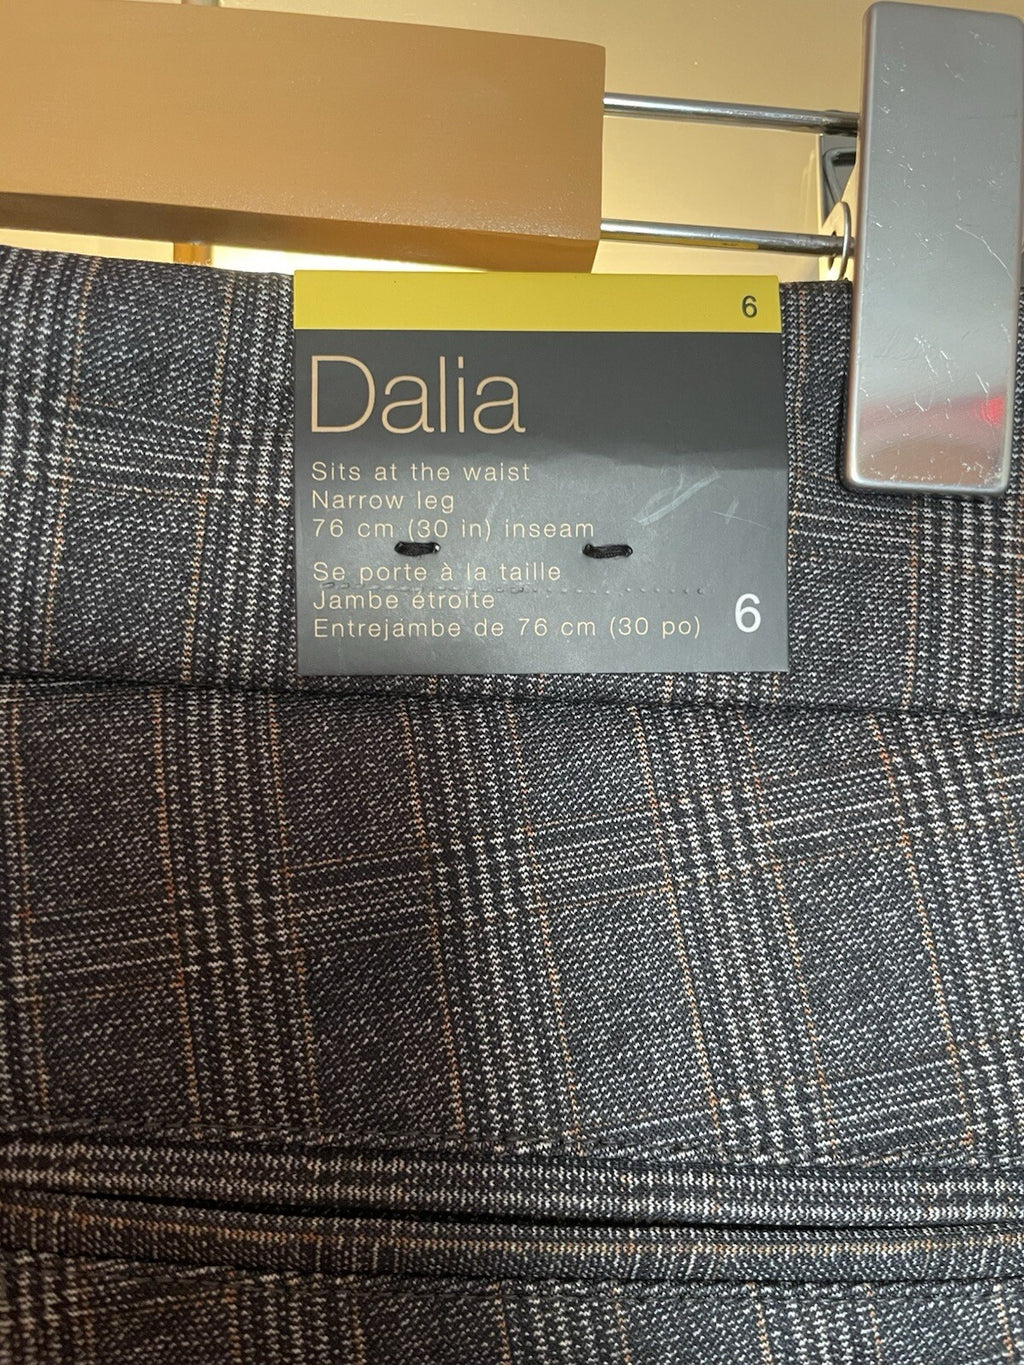 6
Dalia
Sits at the waist
Narrow leg
76 cm (30 in) inseam
Se porte à la taille
Jambe étroite
Entrejambe de 76 cm (30 po)
6